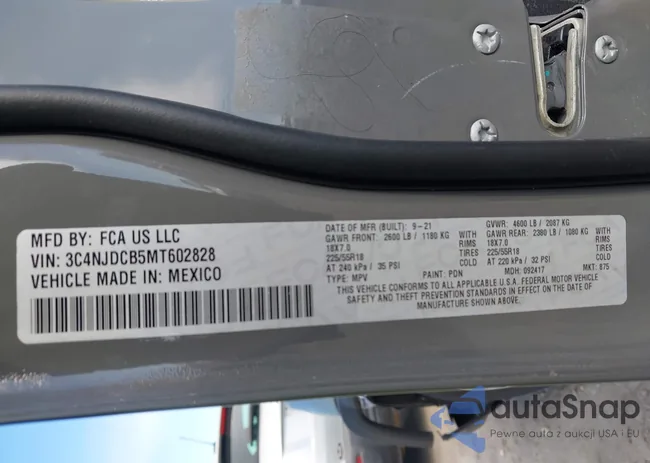 MFD BY: FCA US LLC
VIN: 3C4NJDCB5MT602828
VEHICLE MADE IN: MEXICO
DATE OF MFR (BUILT): 9-21
GVWR: 4600 LB / 2087 KG
GAWR FRONT: 2600 LB / 1180 KG WITH
GAWR REAR: 2380 LB / 1080 KG WITH
18X7.0 RIMS
18X7.0 RIMS
225/55R18 TIRES
225/55R18 TIRES
AT 240 kPa / 35 PSI COLD
AT 220 kPa / 32 PSI COLD
TYPE: MPV PAINT: PDN MDH: 092417 MKT: 875
THIS VEHICLE CONFORMS TO ALL APPLICABLE U.S.A. FEDERAL MOTOR VEHICLE
SAFETY AND THEFT PREVENTION STANDARDS IN EFFECT ON THE DATE OF
MANUFACTURE SHOWN ABOVE.
autaSnap
Pewne auta z aukcji USA i EU